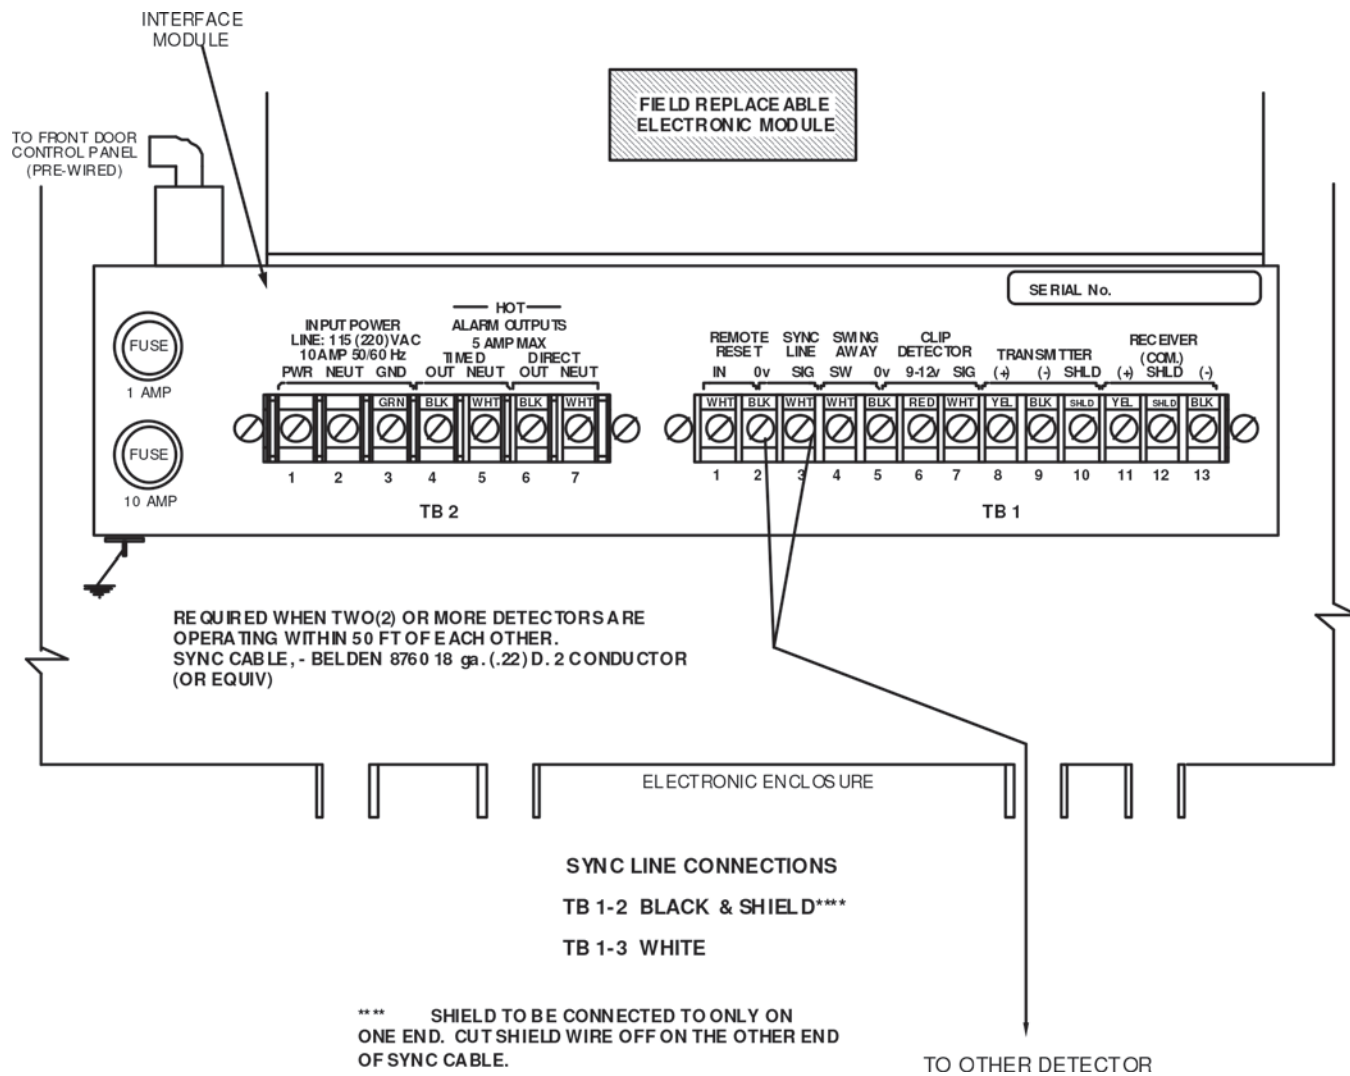 INTERFACE
MODULE
FIELD REPLACEABLE
ELECTRONIC MODULE
TO FRONT DOOR
CONTROL PANEL
(PRE-WIRED)
SERIAL No.
FUSE
1 AMP
FUSE
10 AMP
INPUT POWER
LINE: 115 (220) VAC
10 AMP 50/60 Hz
PWR NEUT GND
HOT
ALARM OUTPUTS
5 AMP MAX
TIMED DIRECT
OUT NEUT OUT NEUT
GRN BLK WHT BLK WHT
1 2 3 4 5 6 7
TB 2
REMOTE
RESET
IN 0v
SYNC
LINE
SIG
SWING
AWAY
SW 0v
CLIP
DETECTOR
9-12v SIG
TRANSMITTER
(+) (-) SHLD
RECEIVER
(COM.)
(+) SHLD (-)
WHT BLK WHT WHT BLK RED WHT YEL BLK SHLD YEL SHLD BLK
1 2 3 4 5 6 7 8 9 10 11 12 13
TB 1
REQUIRED WHEN TWO(2) OR MORE DETECTORS ARE
OPERATING WITHIN 50 FT OF EACH OTHER.
SYNC CABLE, - BELDEN 8760 18 ga. (.22) D. 2 CONDUCTOR
(OR EQUIV)
ELECTRONIC ENCLOSURE
SYNC LINE CONNECTIONS
TB 1-2 BLACK & SHIELD****
TB 1-3 WHITE
**** SHIELD TO BE CONNECTED TO ONLY ON
ONE END. CUT SHIELD WIRE OFF ON THE OTHER END
OF SYNC CABLE.
TO OTHER DETECTOR